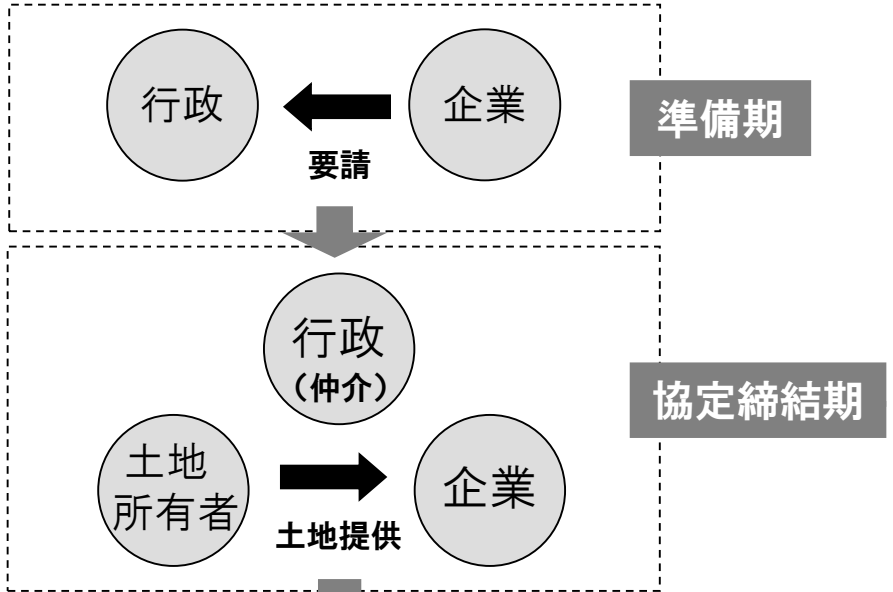 行政
企業
要請
準備期
行政
（仲介）
協定締結期
土地
所有者
企業
土地提供